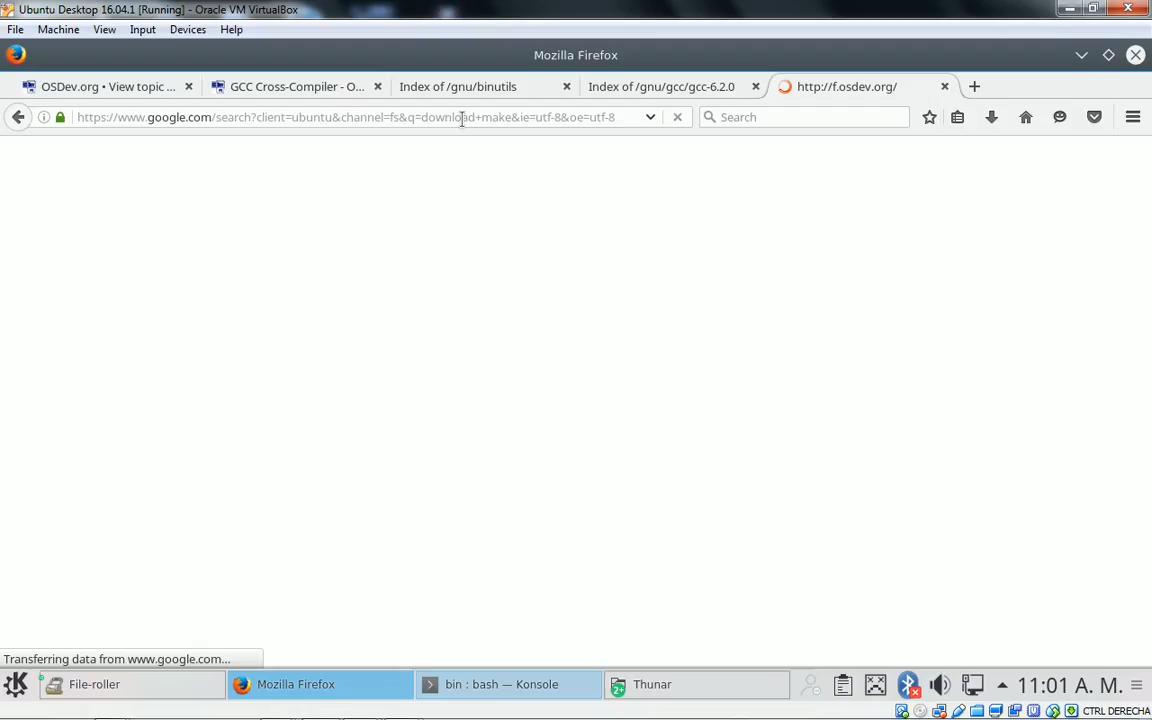 Ubuntu Desktop 16.04.1 [Running] - Oracle VM VirtualBox
File Machine View Input Devices Help
Mozilla Firefox
OSDev.org • View topic ... GCC Cross-Compiler - O... Index of /gnu/binutils Index of /gnu/gcc/gcc-6.2.0 http://f.osdev.org/
https://www.google.com/search?client=ubuntu&channel=fs&q=download+make&ie=utf-8&oe=utf-8 Search
Transferring data from www.google.com...
File-roller Mozilla Firefox bin : bash — Konsole Thunar 11:01 A. M.
CTRL DERECHA